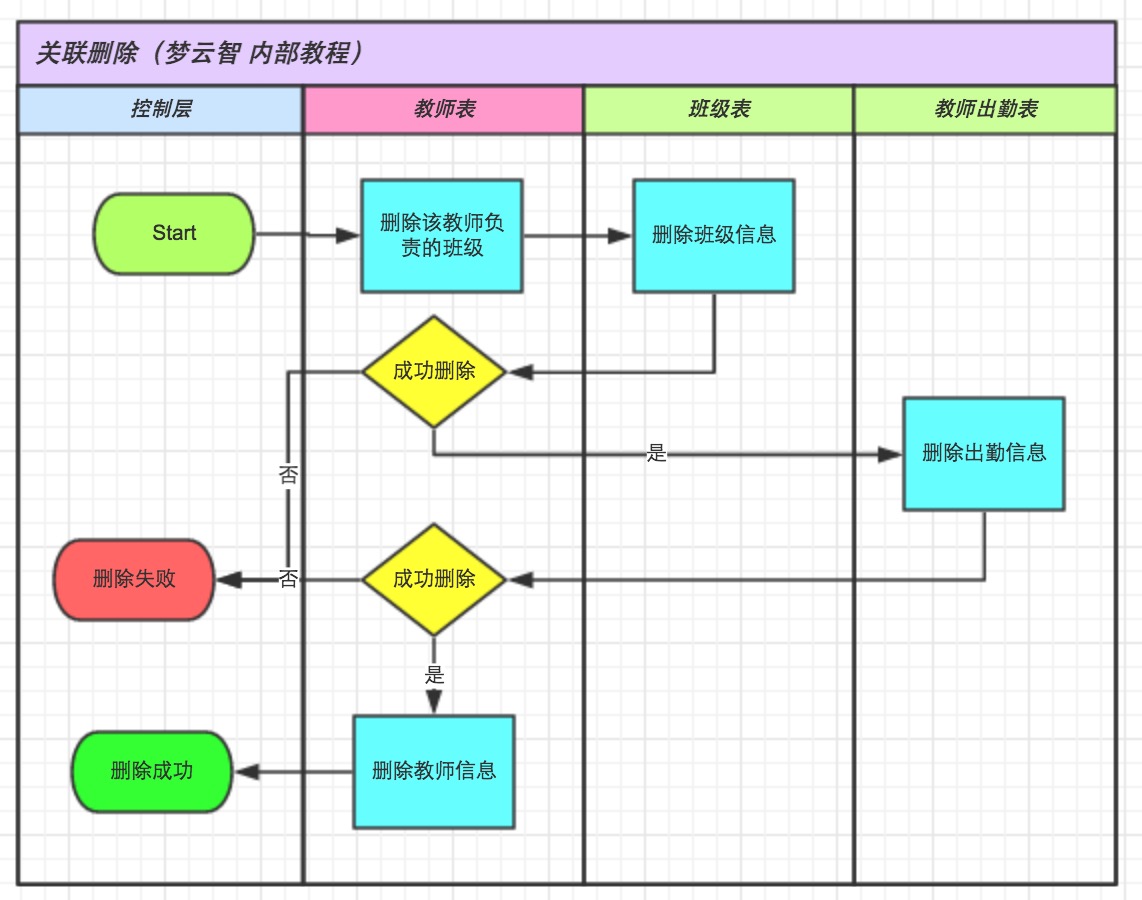 关联删除（梦云智 内部教程）
控制层
教师表
班级表
教师出勤表
Start
删除该教师负
责的班级
删除班级信息
成功删除
是
删除出勤信息
否
删除失败
否
成功删除
是
删除成功
删除教师信息